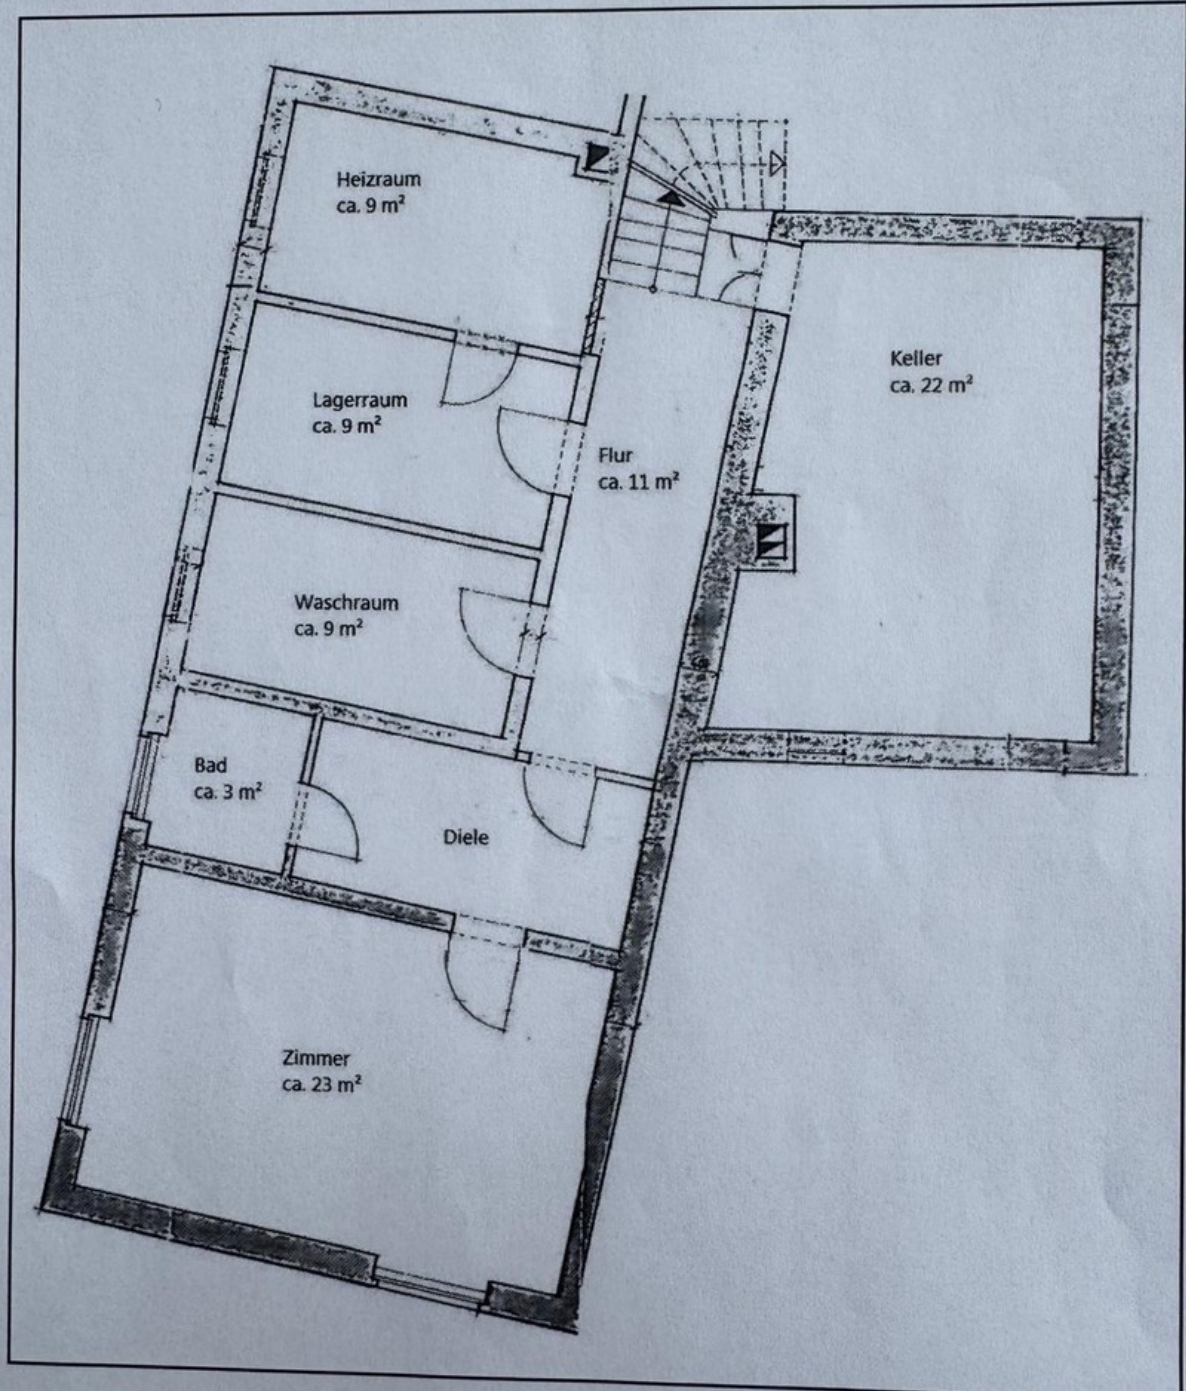 Heizraum
ca. 9 m²
Lagerraum
ca. 9 m²
Flur
ca. 11 m²
Keller
ca. 22 m²
Waschraum
ca. 9 m²
Bad
ca. 3 m²
Diele
Zimmer
ca. 23 m²